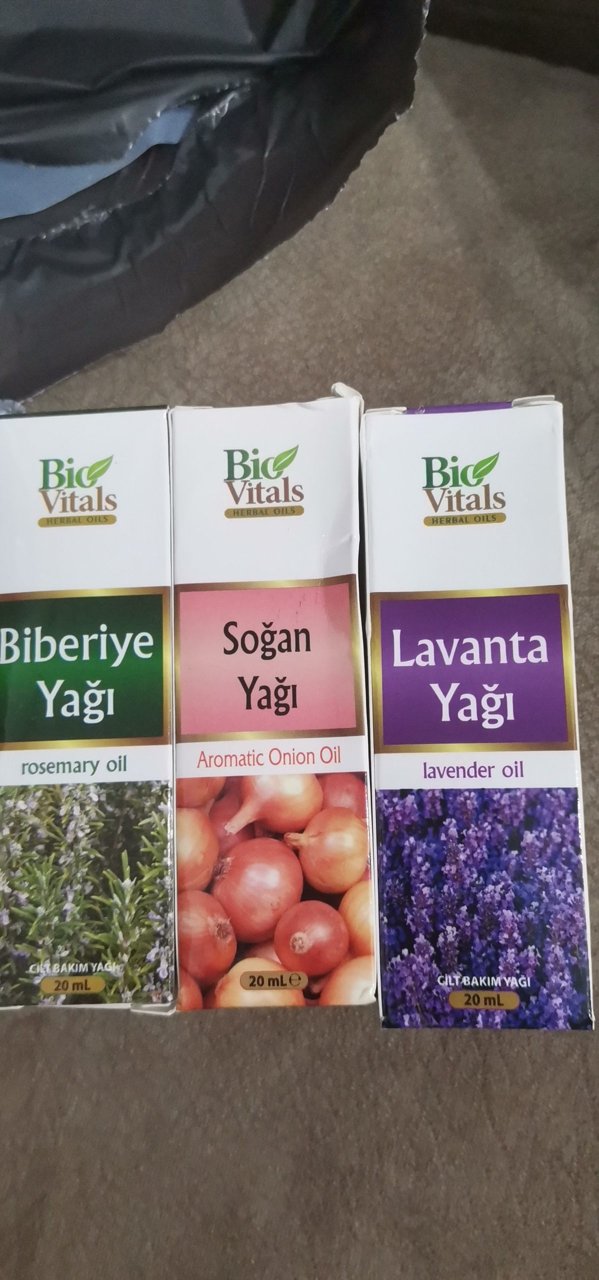 Bio
Vitals
HERBAL OILS
Biberiye
Yağı
rosemary oil
CİLT BAKIM YAĞI
20 mL
Bio
Vitals
HERBAL OILS
Soğan
Yağı
Aromatic Onion Oil
20 mL℮
Bio
Vitals
HERBAL OILS
Lavanta
Yağı
lavender oil
CİLT BAKIM YAĞI
20 mL